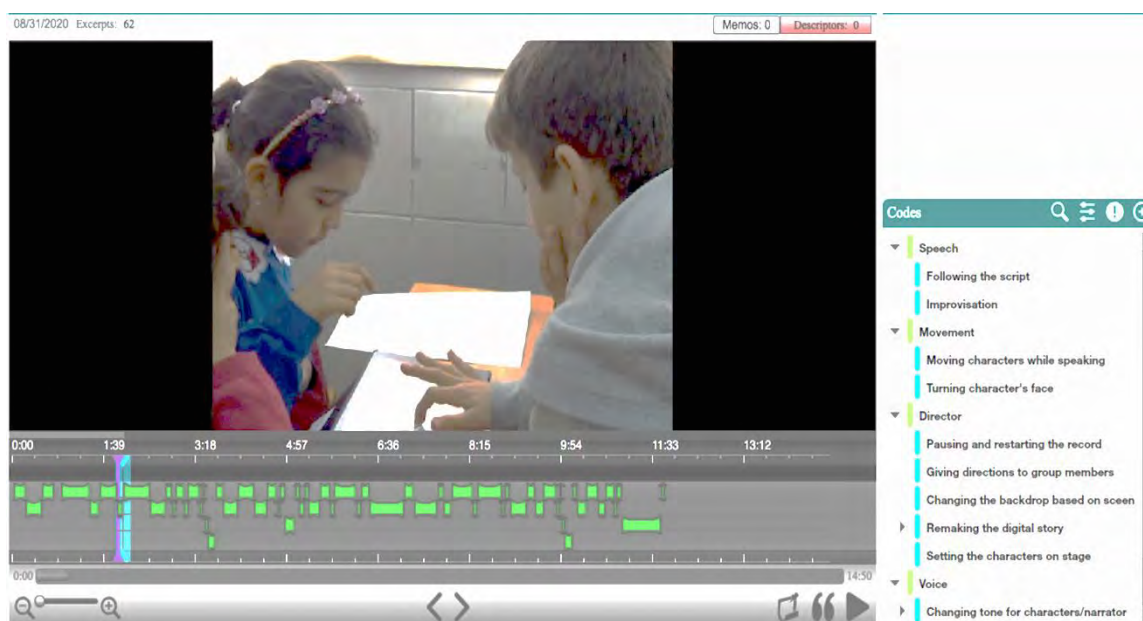 08/31/2020 Excerpts: 62
Memos: 0 Descriptors: 0
0:00 1:39 3:18 4:57 6:36 8:15 9:54 11:33 13:12
0:00 14:50
Codes
Speech
Following the script
Improvisation
Movement
Moving characters while speaking
Turning character's face
Director
Pausing and restarting the record
Giving directions to group members
Changing the backdrop based on sceen
Remaking the digital story
Setting the characters on stage
Voice
Changing tone for characters/narrator